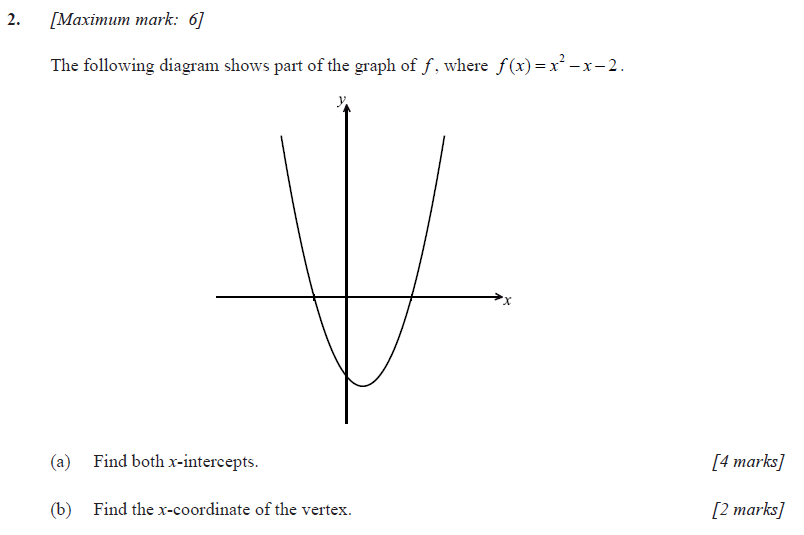 2. [Maximum mark: 6]
The following diagram shows part of the graph of f, where f(x) = x² − x − 2.
y
x
(a) Find both x-intercepts. [4 marks]
(b) Find the x-coordinate of the vertex. [2 marks]